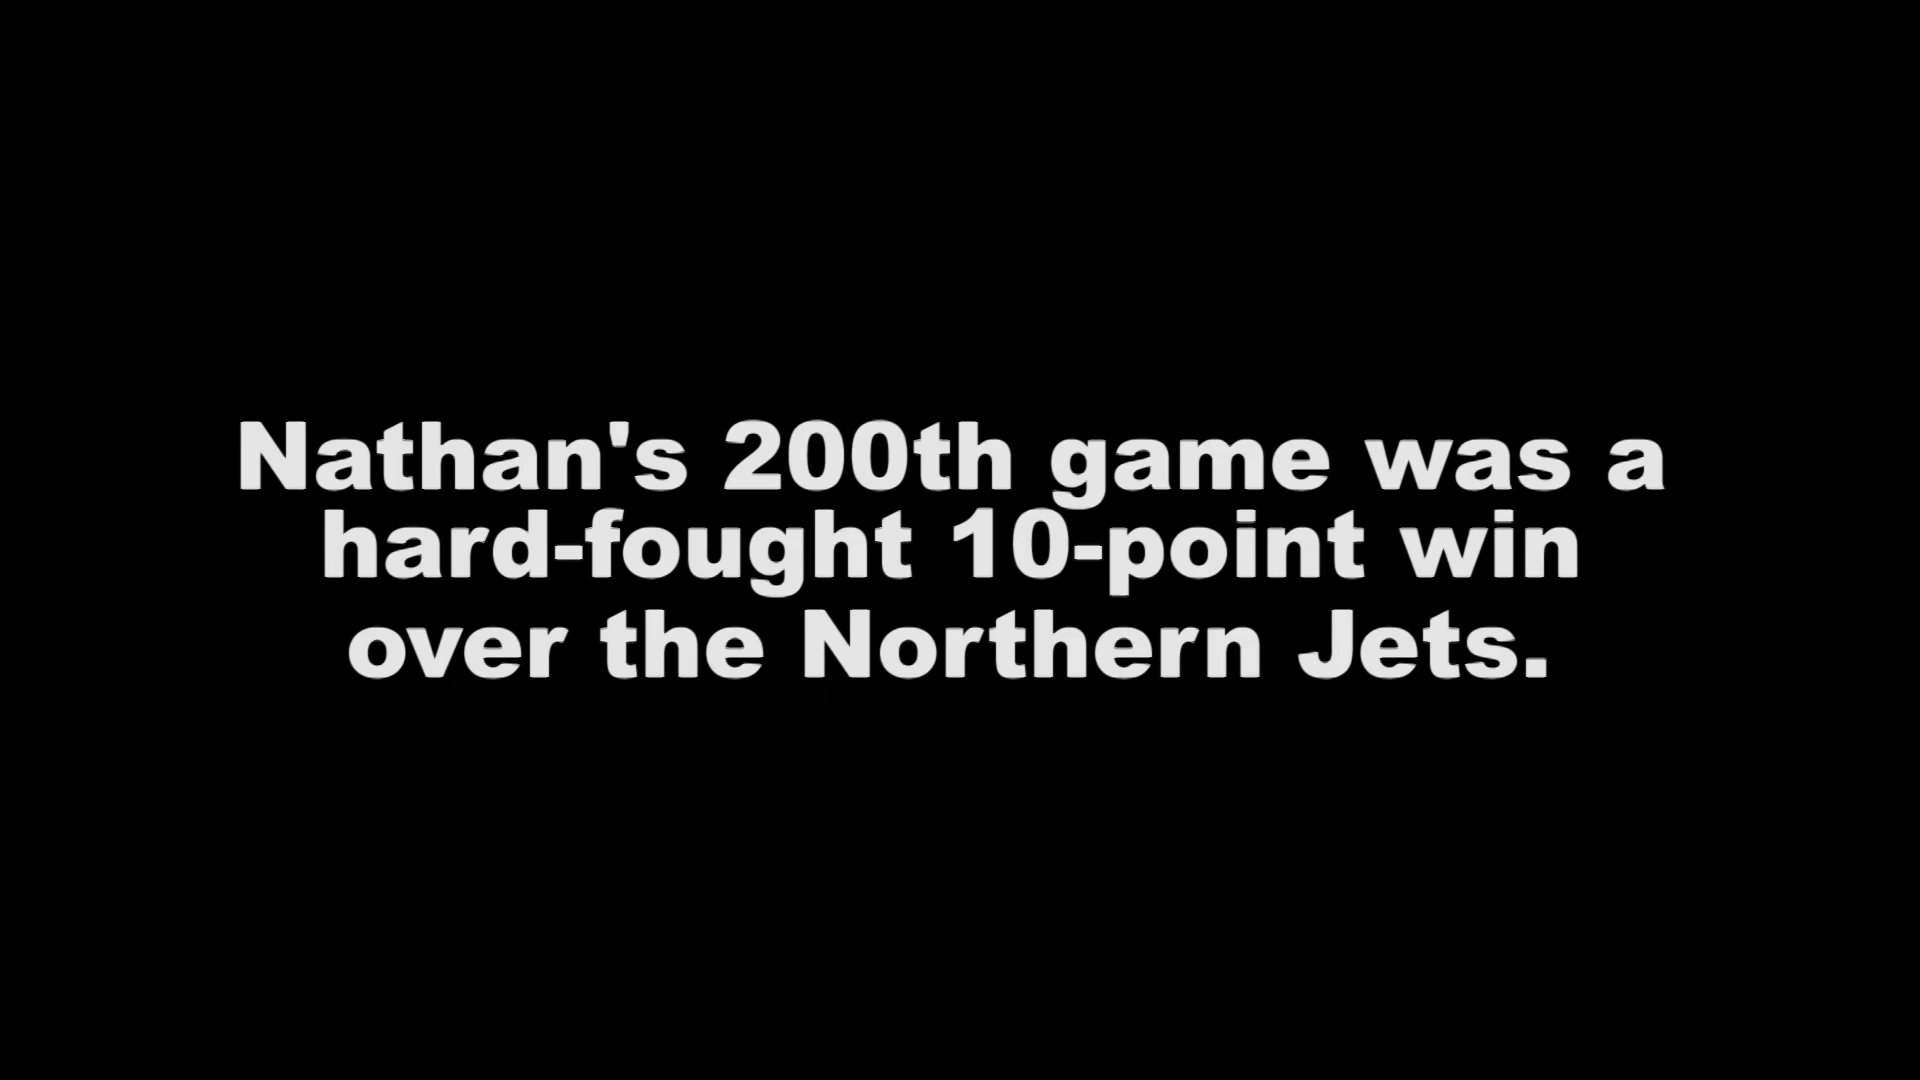 Nathan's 200th game was a
hard-fought 10-point win
over the Northern Jets.